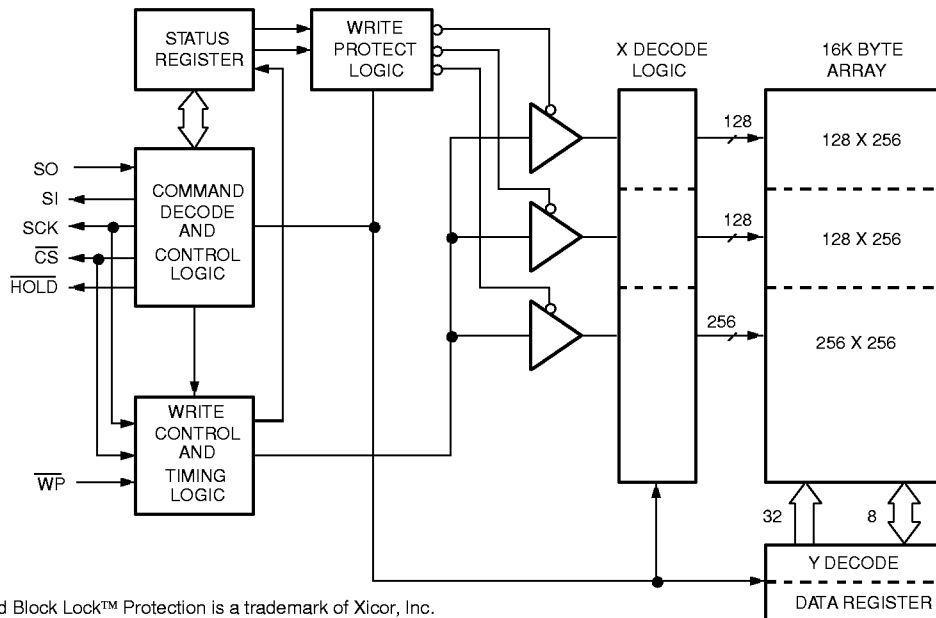 STATUS
REGISTER
WRITE
PROTECT
LOGIC
X DECODE
LOGIC
16K BYTE
ARRAY
SO
SI
SCK
CS
HOLD
COMMAND
DECODE
AND
CONTROL
LOGIC
128
128 X 256
128
128 X 256
256
256 X 256
WRITE
CONTROL
AND
TIMING
LOGIC
WP
32
8
Y DECODE
DATA REGISTER
Block Lock™ Protection is a trademark of Xicor, Inc.